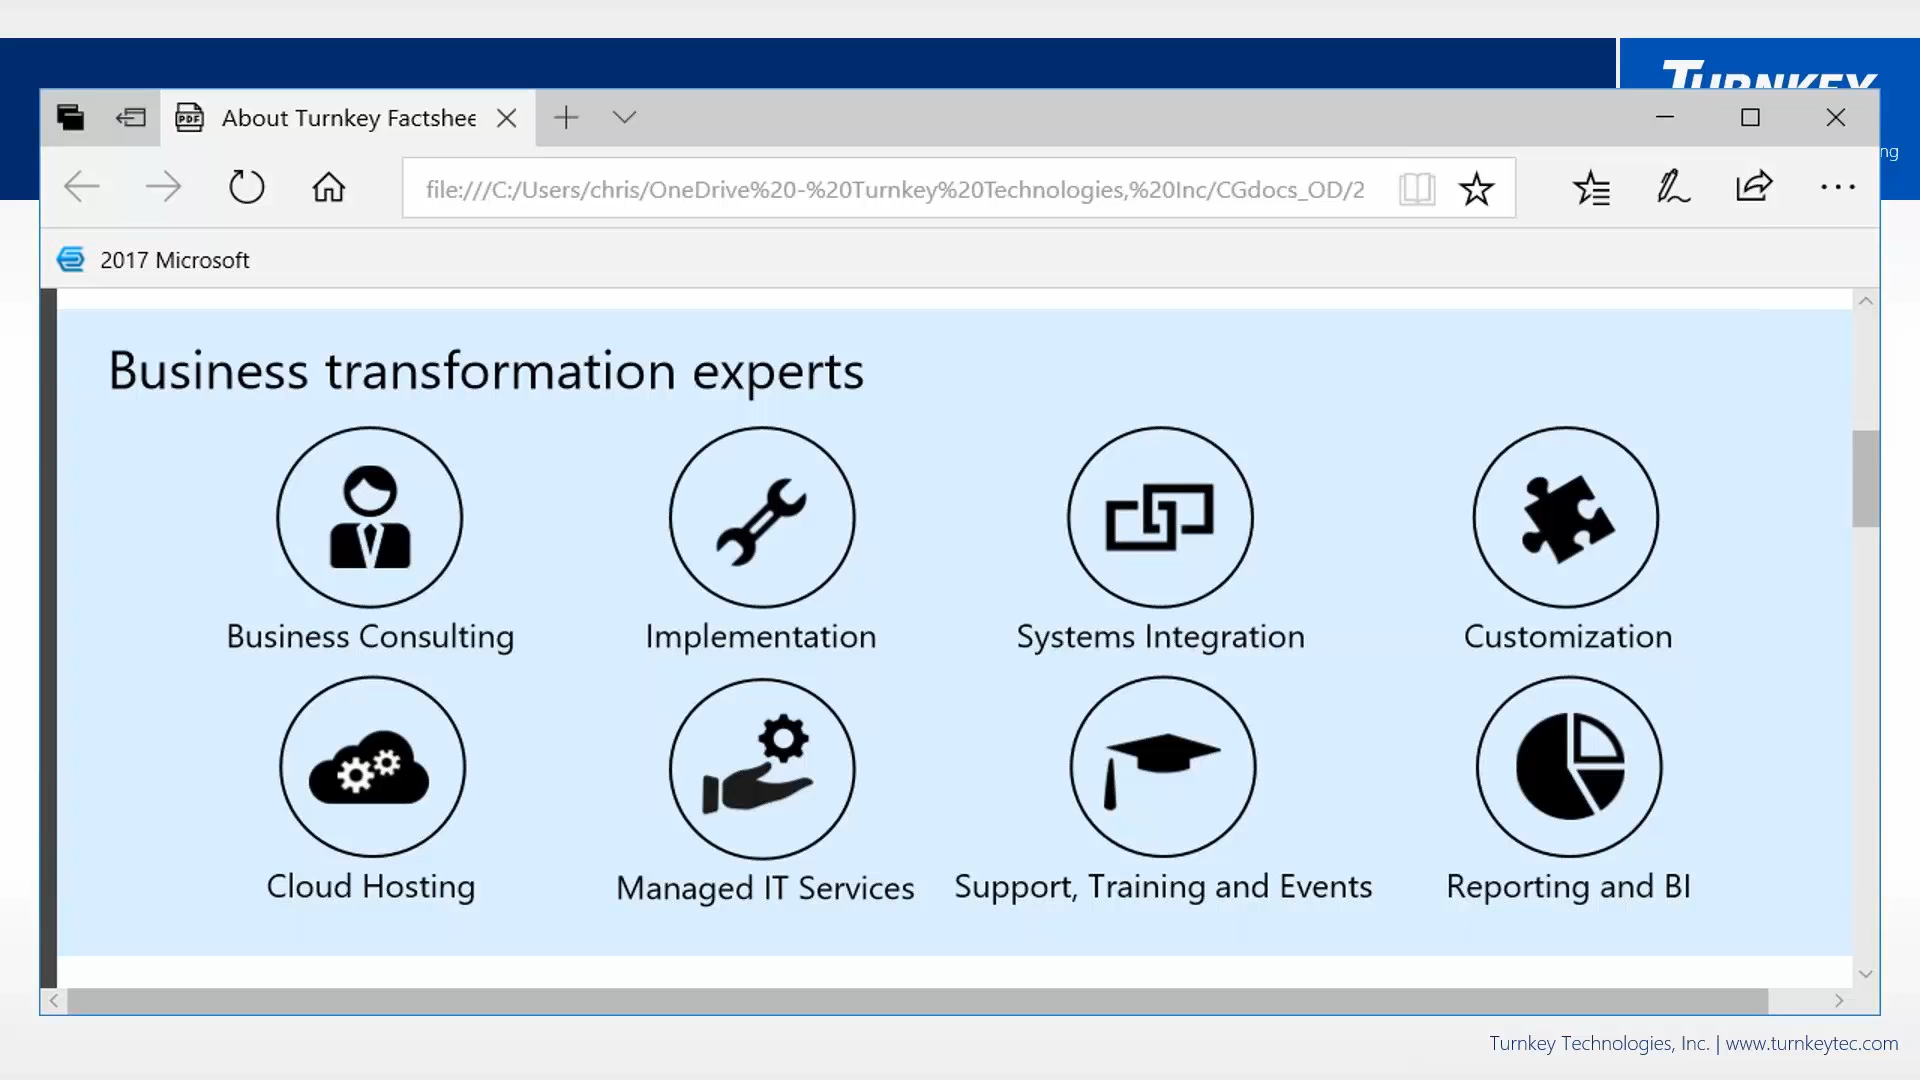 TURNKEY
About Turnkey Factshee
ng
file:///C:/Users/chris/OneDrive%20-%20Turnkey%20Technologies,%20Inc/CGdocs_OD/2
2017 Microsoft
Business transformation experts
Business Consulting
Implementation
Systems Integration
Customization
Cloud Hosting
Managed IT Services
Support, Training and Events
Reporting and BI
Turnkey Technologies, Inc. | www.turnkeytec.com